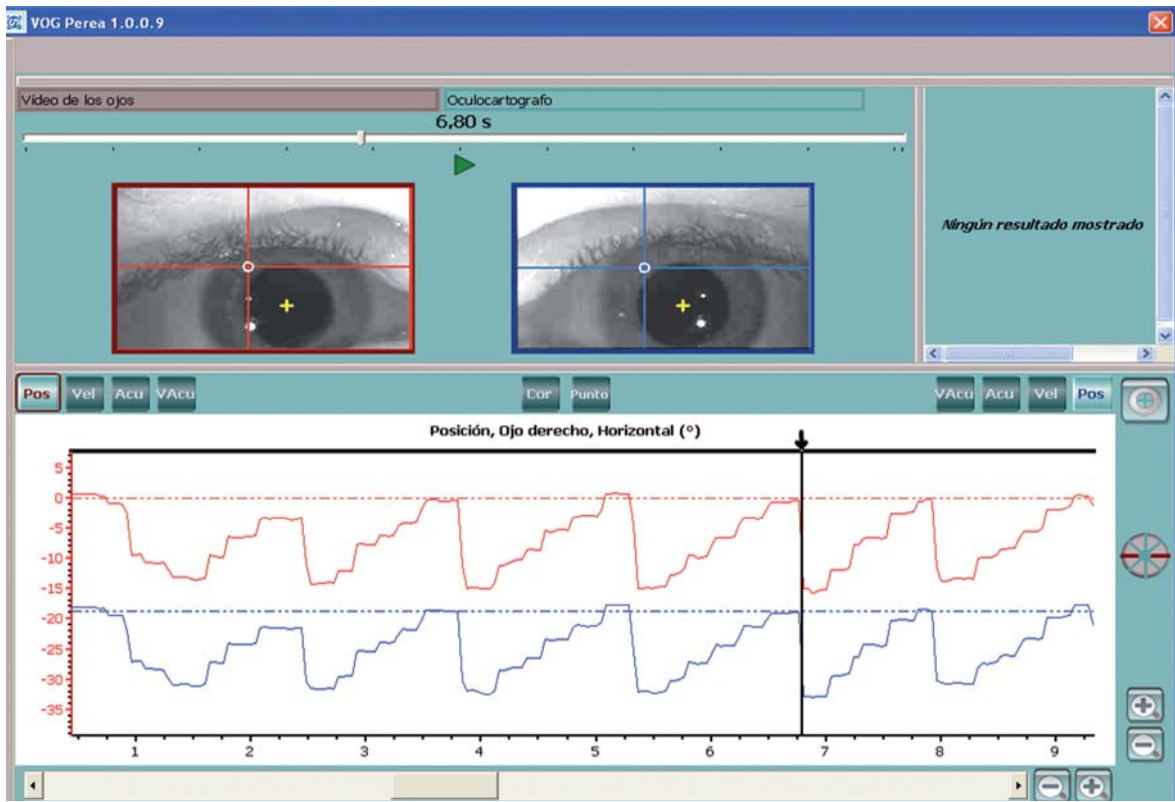 VOG Perea 1.0.0.9
Vídeo de los ojos
Oculocartografo
6,80 s
Ningún resultado mostrado
Pos Vel Acu VAcu Cor Punto VAcu Acu Vel Pos
Posición, Ojo derecho, Horizontal (°)
5
0
-5
-10
-15
-20
-25
-30
-35
1 2 3 4 5 6 7 8 9